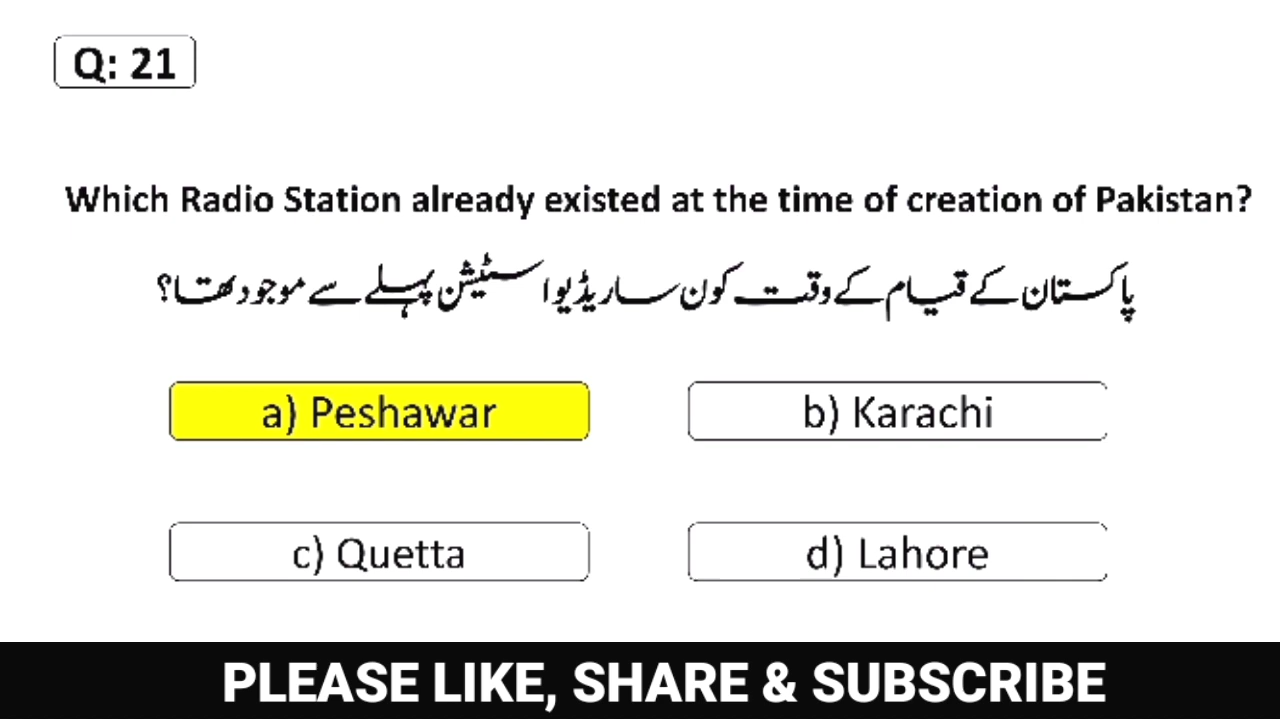 Q: 21
Which Radio Station already existed at the time of creation of Pakistan?
پاکستان کے قیام کے وقت کون سا ریڈیو اسٹیشن پہلے سے موجود تھا؟
a) Peshawar
b) Karachi
c) Quetta
d) Lahore
PLEASE LIKE, SHARE & SUBSCRIBE